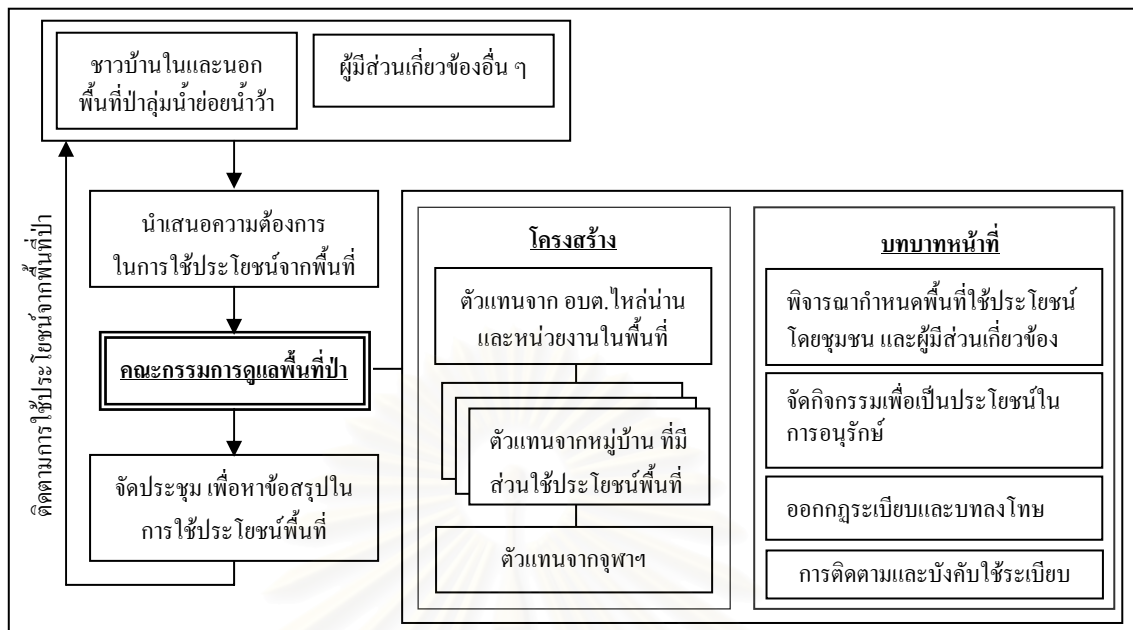 ชาวบ้านในและนอก
พื้นที่ป่าลุ่มน้ำย่อยน้ำว้า
ผู้มีส่วนเกี่ยวข้องอื่น ๆ
นำเสนอความต้องการ
ในการใช้ประโยชน์จากพื้นที่
คณะกรรมการดูแลพื้นที่ป่า
จัดประชุม เพื่อหาข้อสรุปใน
การใช้ประโยชน์พื้นที่
ติดตามการใช้ประโยชน์จากพื้นที่ป่า
โครงสร้าง
ตัวแทนจาก อบต.ไหล่น่าน
และหน่วยงานในพื้นที่
ตัวแทนจากหมู่บ้าน ที่มี
ส่วนใช้ประโยชน์พื้นที่
ตัวแทนจากจุฬาฯ
บทบาทหน้าที่
พิจารณากำหนดพื้นที่ใช้ประโยชน์
โดยชุมชน และผู้มีส่วนเกี่ยวข้อง
จัดกิจกรรมเพื่อเป็นประโยชน์ใน
การอนุรักษ์
ออกกฎระเบียบและบทลงโทษ
การติดตามและบังคับใช้ระเบียบ